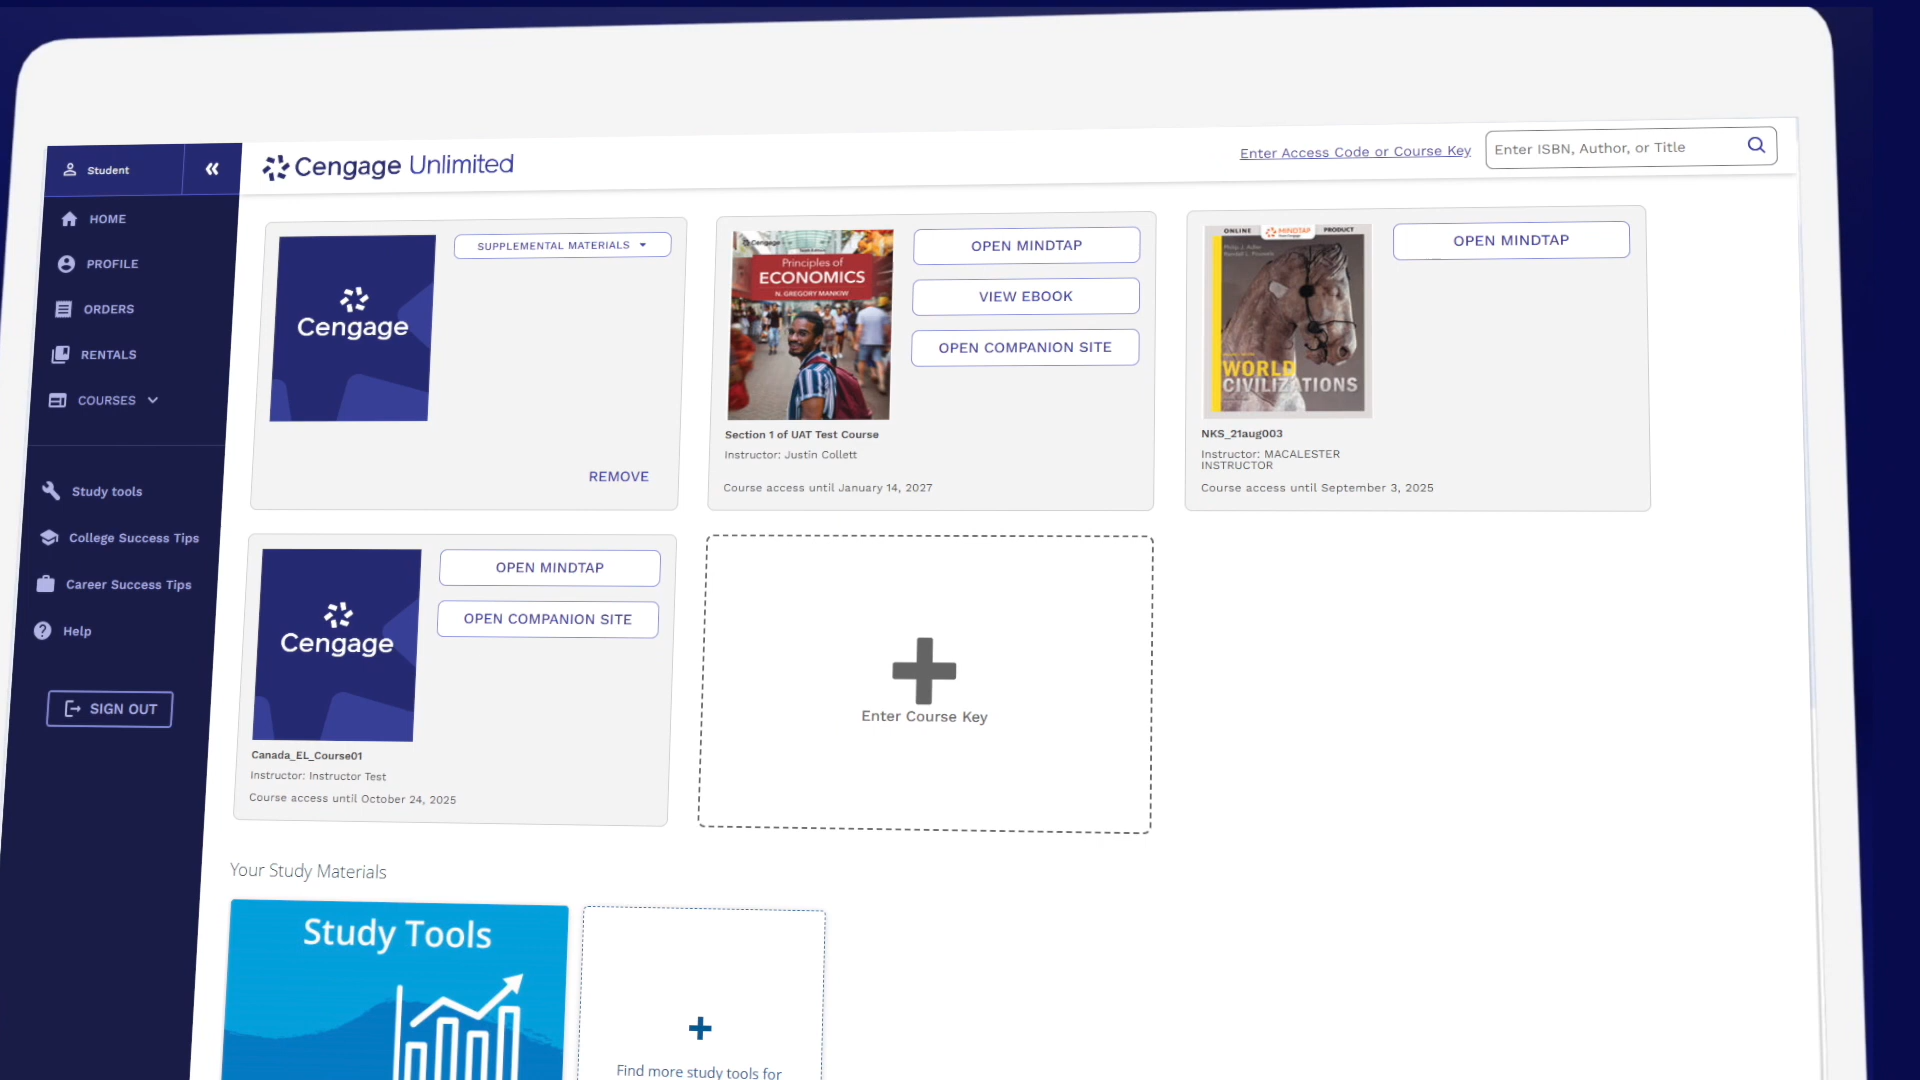 Student
«
Cengage Unlimited
Enter Access Code or Course Key
Enter ISBN, Author, or Title
HOME
PROFILE
ORDERS
RENTALS
COURSES
Study tools
College Success Tips
Career Success Tips
Help
SIGN OUT
Cengage
SUPPLEMENTAL MATERIALS
REMOVE
Cengage
Principles of
ECONOMICS
N. GREGORY MANKIW
OPEN MINDTAP
VIEW EBOOK
OPEN COMPANION SITE
Section 1 of UAT Test Course
Instructor: Justin Collett
Course access until January 14, 2027
ONLINE MINDTAP PRODUCT
Philip J. Adler
Randall L. Pouwels
WORLD
CIVILIZATIONS
OPEN MINDTAP
NKS_21aug003
Instructor: MACALESTER
INSTRUCTOR
Course access until September 3, 2025
Cengage
OPEN MINDTAP
OPEN COMPANION SITE
Canada_EL_Course01
Instructor: Instructor Test
Course access until October 24, 2025
Enter Course Key
Your Study Materials
Study Tools
Find more study tools for